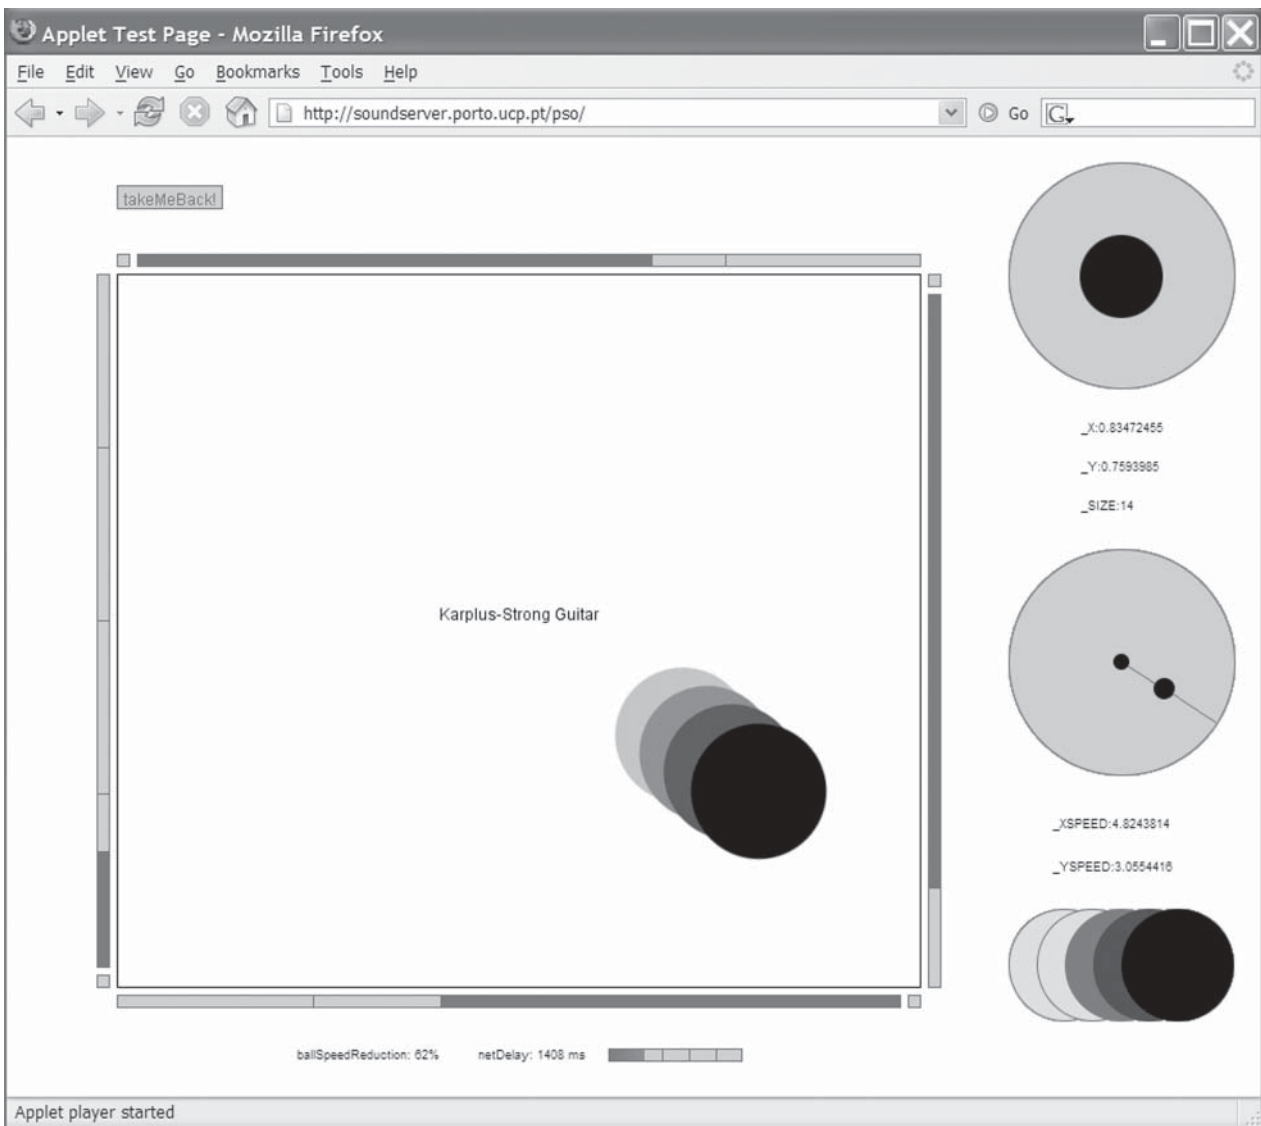 Applet Test Page - Mozilla Firefox
File Edit View Go Bookmarks Tools Help
http://soundserver.porto.ucp.pt/pso/ Go G
takeMeBack!
_X:0.83472455
_Y:0.7593985
_SIZE:14
Karplus-Strong Guitar
_XSPEED:4.8243814
_YSPEED:3.0554416
ballSpeedReduction: 62% netDelay: 1408 ms
Applet player started